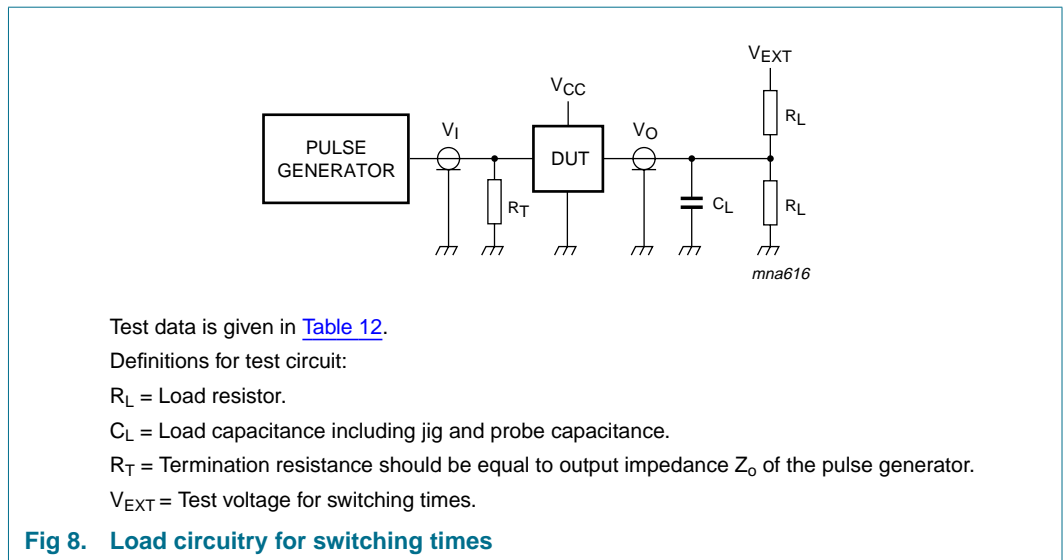 VEXT
VCC
RL
VI
VO
PULSE
GENERATOR
DUT
RT
CL
RL
mna616
Test data is given in Table 12.
Definitions for test circuit:
RL = Load resistor.
CL = Load capacitance including jig and probe capacitance.
RT = Termination resistance should be equal to output impedance Zo of the pulse generator.
VEXT = Test voltage for switching times.
Fig 8. Load circuitry for switching times